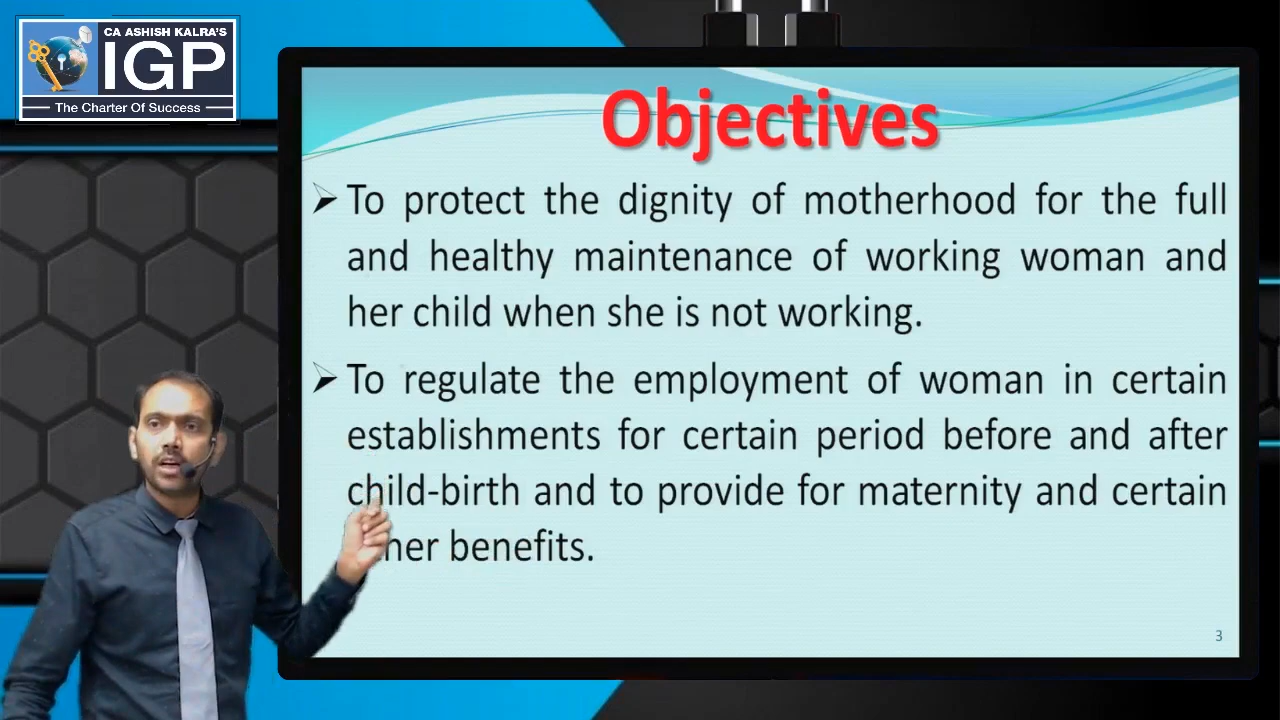 CA ASHISH KALRA'S
IGP
The Charter Of Success
Objectives
To protect the dignity of motherhood for the full
and healthy maintenance of working woman and
her child when she is not working.
To regulate the employment of woman in certain
establishments for certain period before and after
child-birth and to provide for maternity and certain
benefits.
3